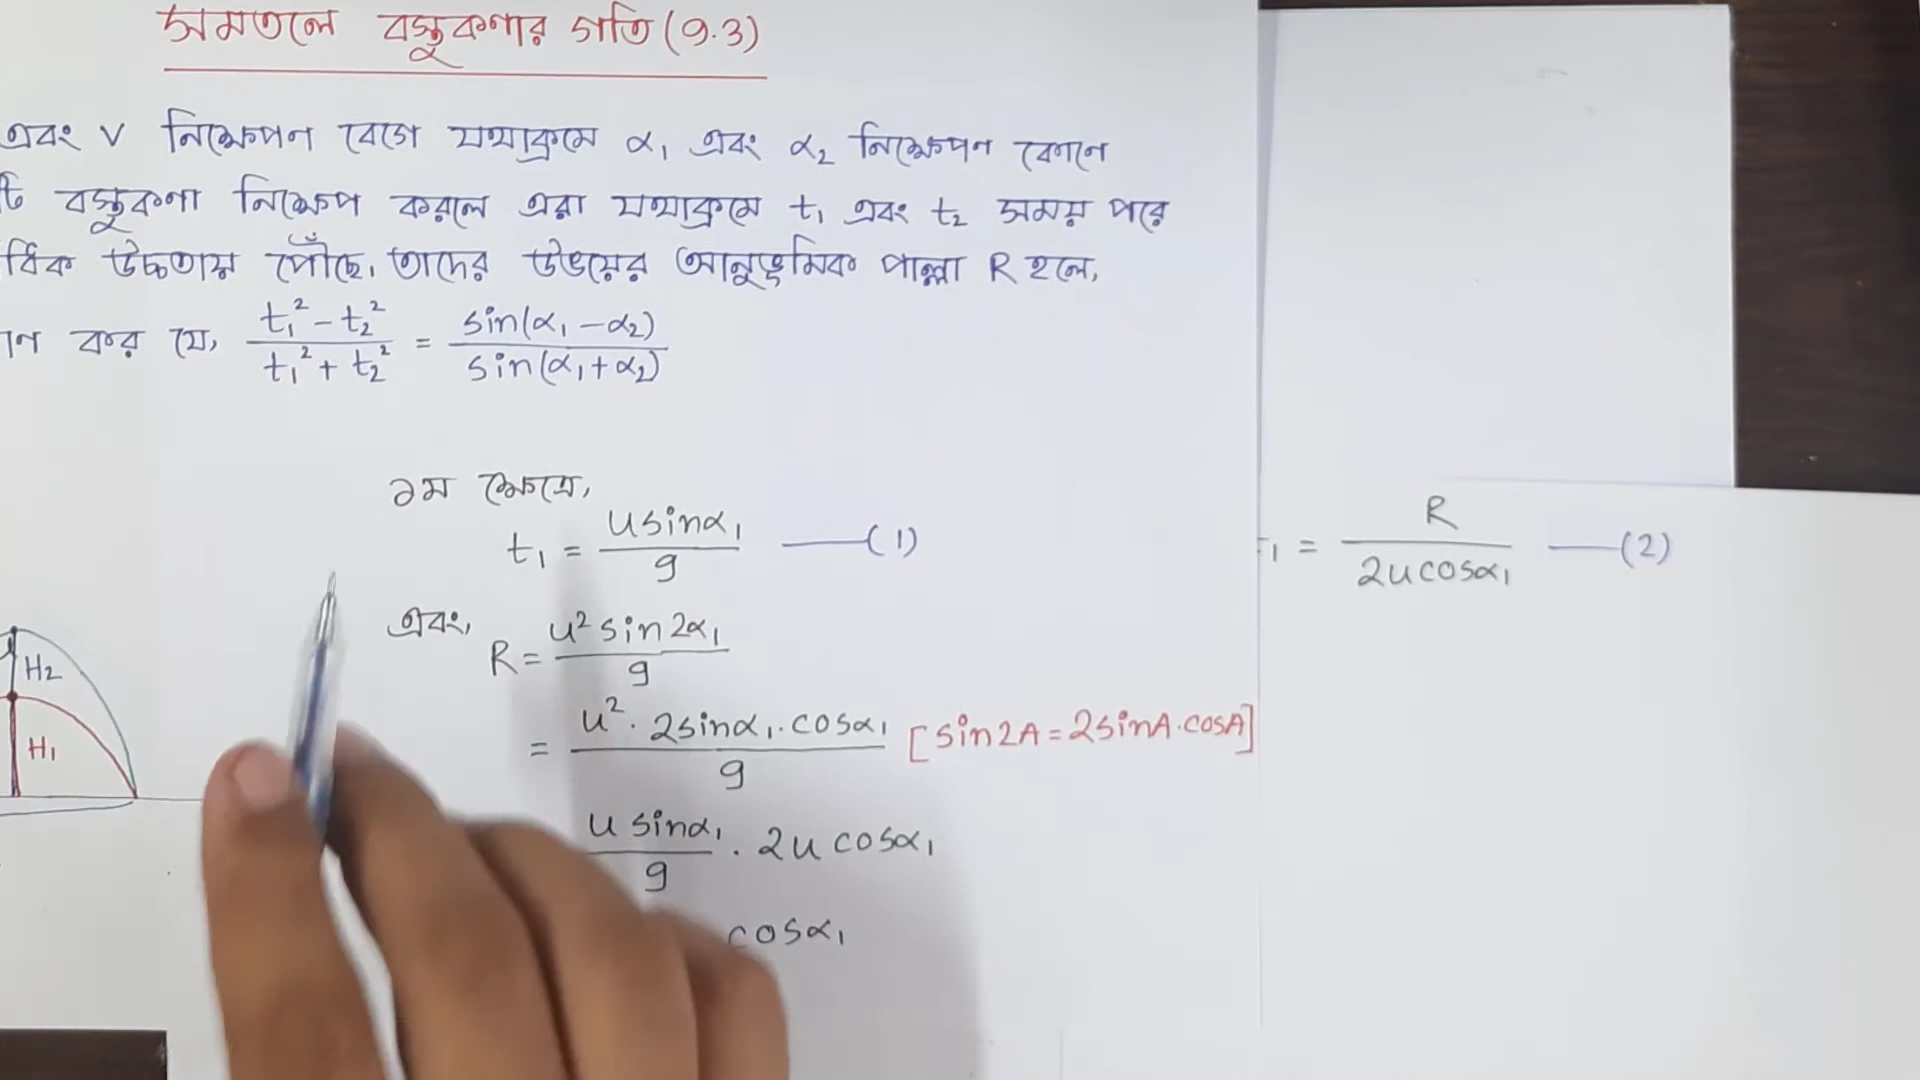 সমতলে বস্তুকণার গতি (9.3)
এবং v নিক্ষেপন বেগে যথাক্রমে α₁ এবং α₂ নিক্ষেপন কোনে
টি বস্তুকণা নিক্ষেপ করলে এরা যথাক্রমে t₁ এবং t₂ সময় পরে
র্বাধিক উচ্চতায় পৌঁছে। তাদের উভয়ের আনুভূমিক পাল্লা R হলে,
ণ কর যে, (t₁² - t₂²)/(t₁² + t₂²) = sin(α₁ - α₂)/sin(α₁ + α₂)
১ম ক্ষেত্রে,
t₁ = u sinα₁/g —(1)
এবং, R = u² sin2α₁/g
= u² · 2sinα₁ · cosα₁/g [sin2A = 2sinA · cosA]
u sinα₁/g · 2u cosα₁
cosα₁
t₁ = R/2u cosα₁ —(2)
H₂
H₁